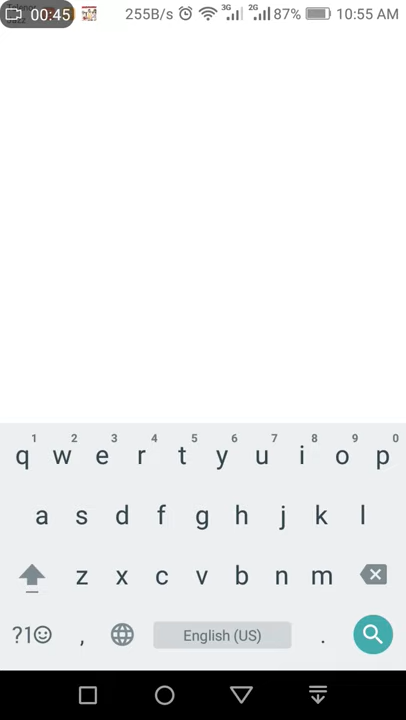 00:45 255B/s 3G 2G 87% 10:55 AM
1 2 3 4 5 6 7 8 9 0
q w e r t y u i o p
a s d f g h j k l
z x c v b n m
?1☺ , English (US) .